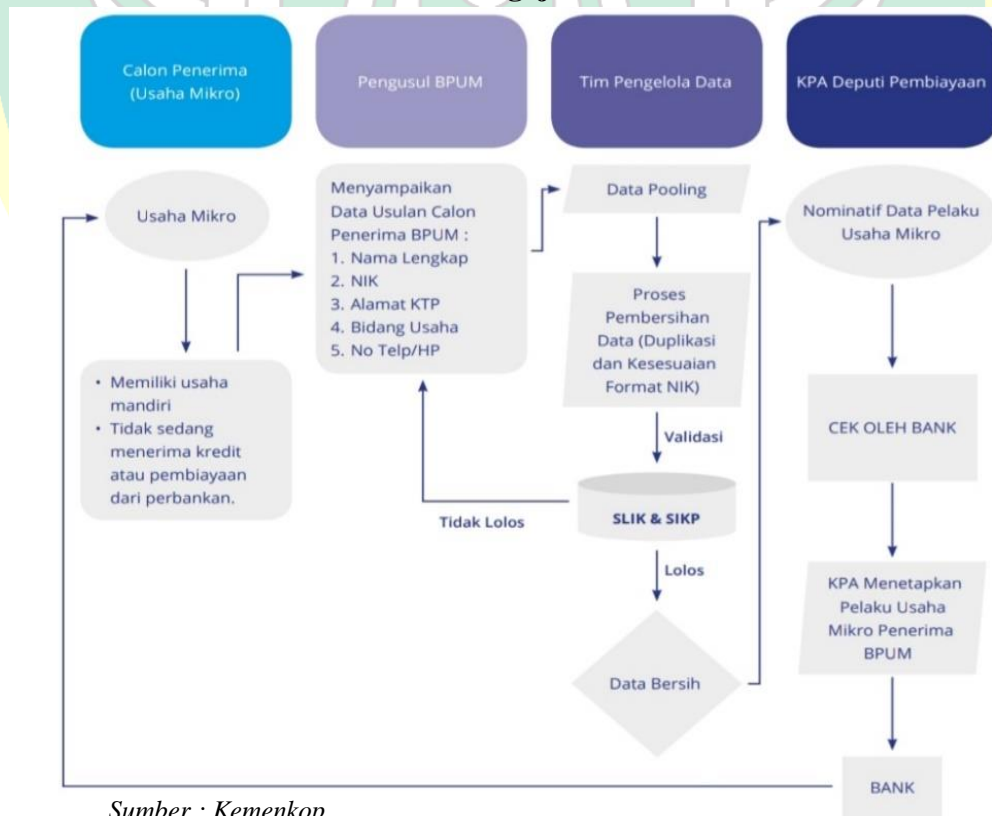 Calon Penerima
(Usaha Mikro)
Pengusul BPUM
Tim Pengelola Data
KPA Deputi Pembiayaan
Usaha Mikro
• Memiliki usaha
mandiri
• Tidak sedang
menerima kredit
atau pembiayaan
dari perbankan.
Menyampaikan
Data Usulan Calon
Penerima BPUM :
1. Nama Lengkap
2. NIK
3. Alamat KTP
4. Bidang Usaha
5. No Telp/HP
Data Pooling
Proses
Pembersihan
Data (Duplikasi
dan Kesesuaian
Format NIK)
Validasi
SLIK & SIKP
Tidak Lolos
Lolos
Data Bersih
Nominatif Data Pelaku
Usaha Mikro
CEK OLEH BANK
KPA Menetapkan
Pelaku Usaha
Mikro Penerima
BPUM
BANK
Sumber : Kemenkop